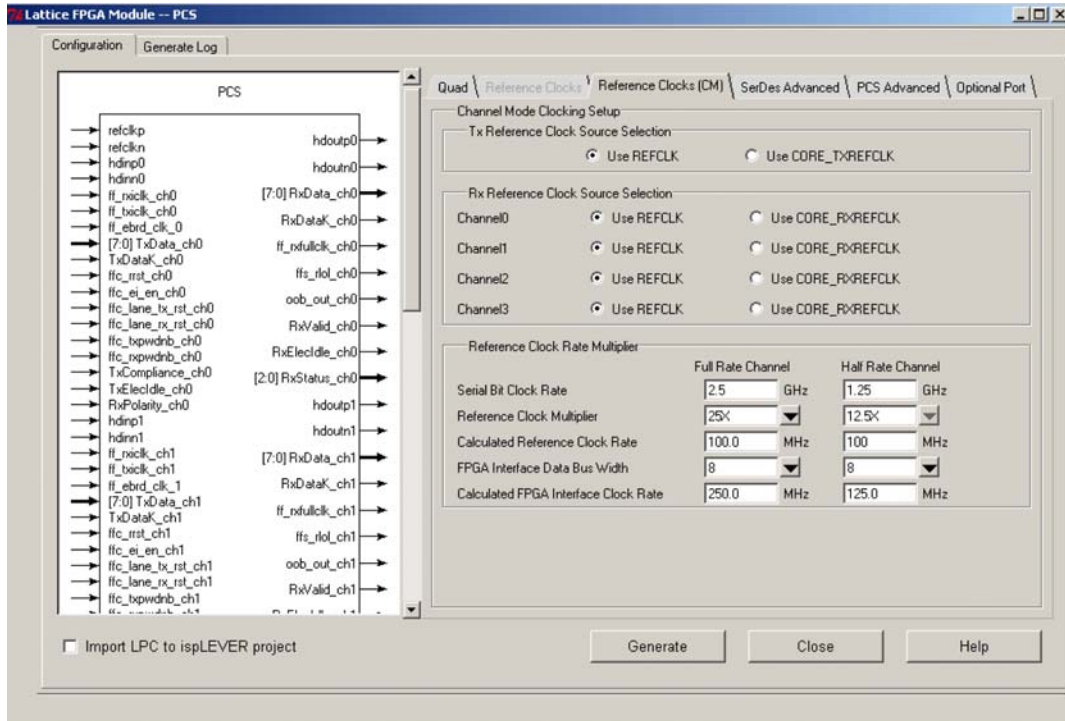 Lattice FPGA Module -- PCS
Configuration Generate Log
PCS
refclkp
refclkn
hdinp0
hdinn0
ff_rxiclk_ch0
ff_txiclk_ch0
ff_ebrd_clk_0
[7:0] TxData_ch0
TxDataK_ch0
ffc_rrst_ch0
ffc_ei_en_ch0
ffc_lane_tx_rst_ch0
ffc_lane_rx_rst_ch0
ffc_txpwdnb_ch0
ffc_rxpwdnb_ch0
TxCompliance_ch0
TxElecIdle_ch0
RxPolarity_ch0
hdinp1
hdinn1
ff_rxiclk_ch1
ff_txiclk_ch1
ff_ebrd_clk_1
[7:0] TxData_ch1
TxDataK_ch1
ffc_rrst_ch1
ffc_ei_en_ch1
ffc_lane_tx_rst_ch1
ffc_lane_rx_rst_ch1
ffc_txpwdnb_ch1
hdoutp0
hdoutn0
[7:0] RxData_ch0
RxDataK_ch0
ff_rxfullclk_ch0
ffs_rlol_ch0
oob_out_ch0
RxValid_ch0
RxElecIdle_ch0
[2:0] RxStatus_ch0
hdoutp1
hdoutn1
[7:0] RxData_ch1
RxDataK_ch1
ff_rxfullclk_ch1
ffs_rlol_ch1
oob_out_ch1
RxValid_ch1
Quad Reference Clocks Reference Clocks (CM) SerDes Advanced PCS Advanced Optional Port
Channel Mode Clocking Setup
Tx Reference Clock Source Selection
Use REFCLK Use CORE_TXREFCLK
Rx Reference Clock Source Selection
Channel0 Use REFCLK Use CORE_RXREFCLK
Channel1 Use REFCLK Use CORE_RXREFCLK
Channel2 Use REFCLK Use CORE_RXREFCLK
Channel3 Use REFCLK Use CORE_RXREFCLK
Reference Clock Rate Multiplier
Full Rate Channel Half Rate Channel
Serial Bit Clock Rate 2.5 GHz 1.25 GHz
Reference Clock Multiplier 25X 12.5X
Calculated Reference Clock Rate 100.0 MHz 100 MHz
FPGA Interface Data Bus Width 8 8
Calculated FPGA Interface Clock Rate 250.0 MHz 125.0 MHz
Import LPC to ispLEVER project
Generate Close Help